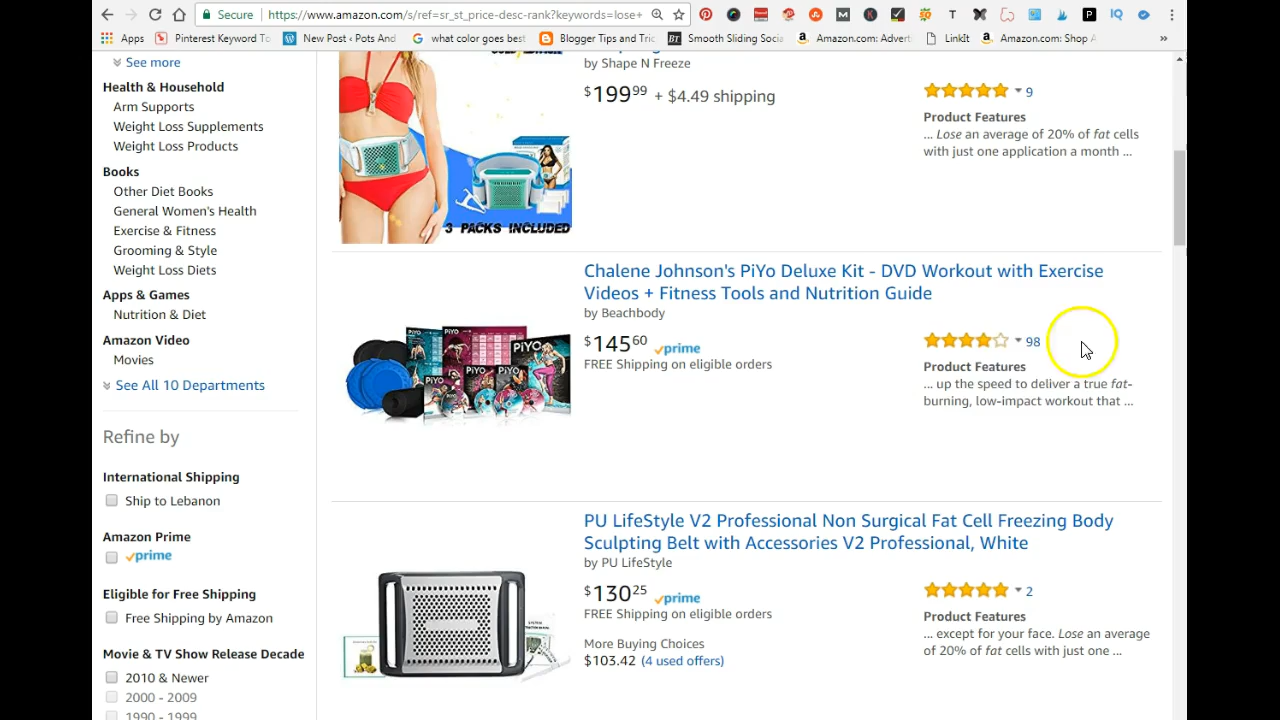 Secure https://www.amazon.com/s/ref=sr_st_price-desc-rank?keywords=lose+
Apps Pinterest Keyword To New Post ‹ Pots And what color goes best Blogger Tips and Tric Smooth Sliding Socia Amazon.com: Advert LinkIt Amazon.com: Shop A »
See more
Health & Household
Arm Supports
Weight Loss Supplements
Weight Loss Products
Books
Other Diet Books
General Women's Health
Exercise & Fitness
Grooming & Style
Weight Loss Diets
Apps & Games
Nutrition & Diet
Amazon Video
Movies
See All 10 Departments
Refine by
International Shipping
Ship to Lebanon
Amazon Prime
prime
Eligible for Free Shipping
Free Shipping by Amazon
Movie & TV Show Release Decade
2010 & Newer
2000 - 2009
1990 - 1999
by Shape N Freeze
$199.99 + $4.49 shipping
9
Product Features
... Lose an average of 20% of fat cells
with just one application a month ...
3 PACKS INCLUDED
Chalene Johnson's PiYo Deluxe Kit - DVD Workout with Exercise
Videos + Fitness Tools and Nutrition Guide
by Beachbody
$145.60 prime
FREE Shipping on eligible orders
98
Product Features
... up the speed to deliver a true fat-
burning, low-impact workout that ...
PiYO
PiYO
PiYO
PiYO
PU LifeStyle V2 Professional Non Surgical Fat Cell Freezing Body
Sculpting Belt with Accessories V2 Professional, White
by PU LifeStyle
$130.25 prime
FREE Shipping on eligible orders
More Buying Choices
$103.42 (4 used offers)
2
Product Features
... except for your face. Lose an average
of 20% of fat cells with just one ...